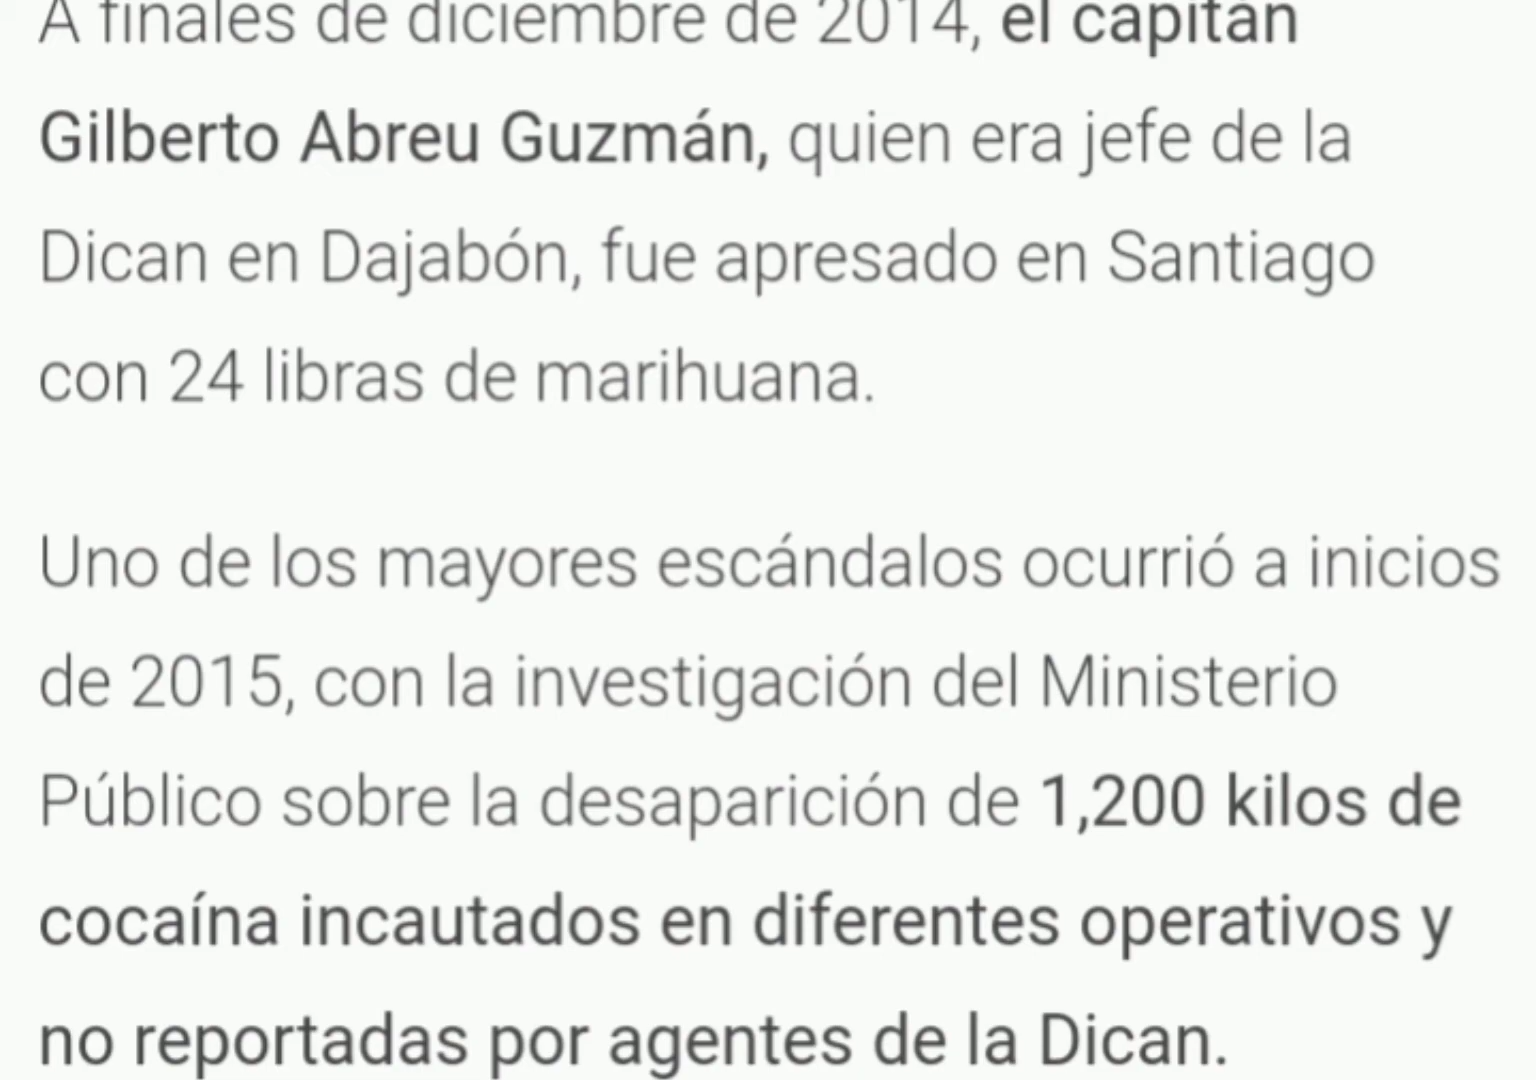 A finales de diciembre de 2014, el capitán
Gilberto Abreu Guzmán, quien era jefe de la
Dican en Dajabón, fue apresado en Santiago
con 24 libras de marihuana.
Uno de los mayores escándalos ocurrió a inicios
de 2015, con la investigación del Ministerio
Público sobre la desaparición de 1,200 kilos de
cocaína incautados en diferentes operativos y
no reportadas por agentes de la Dican.